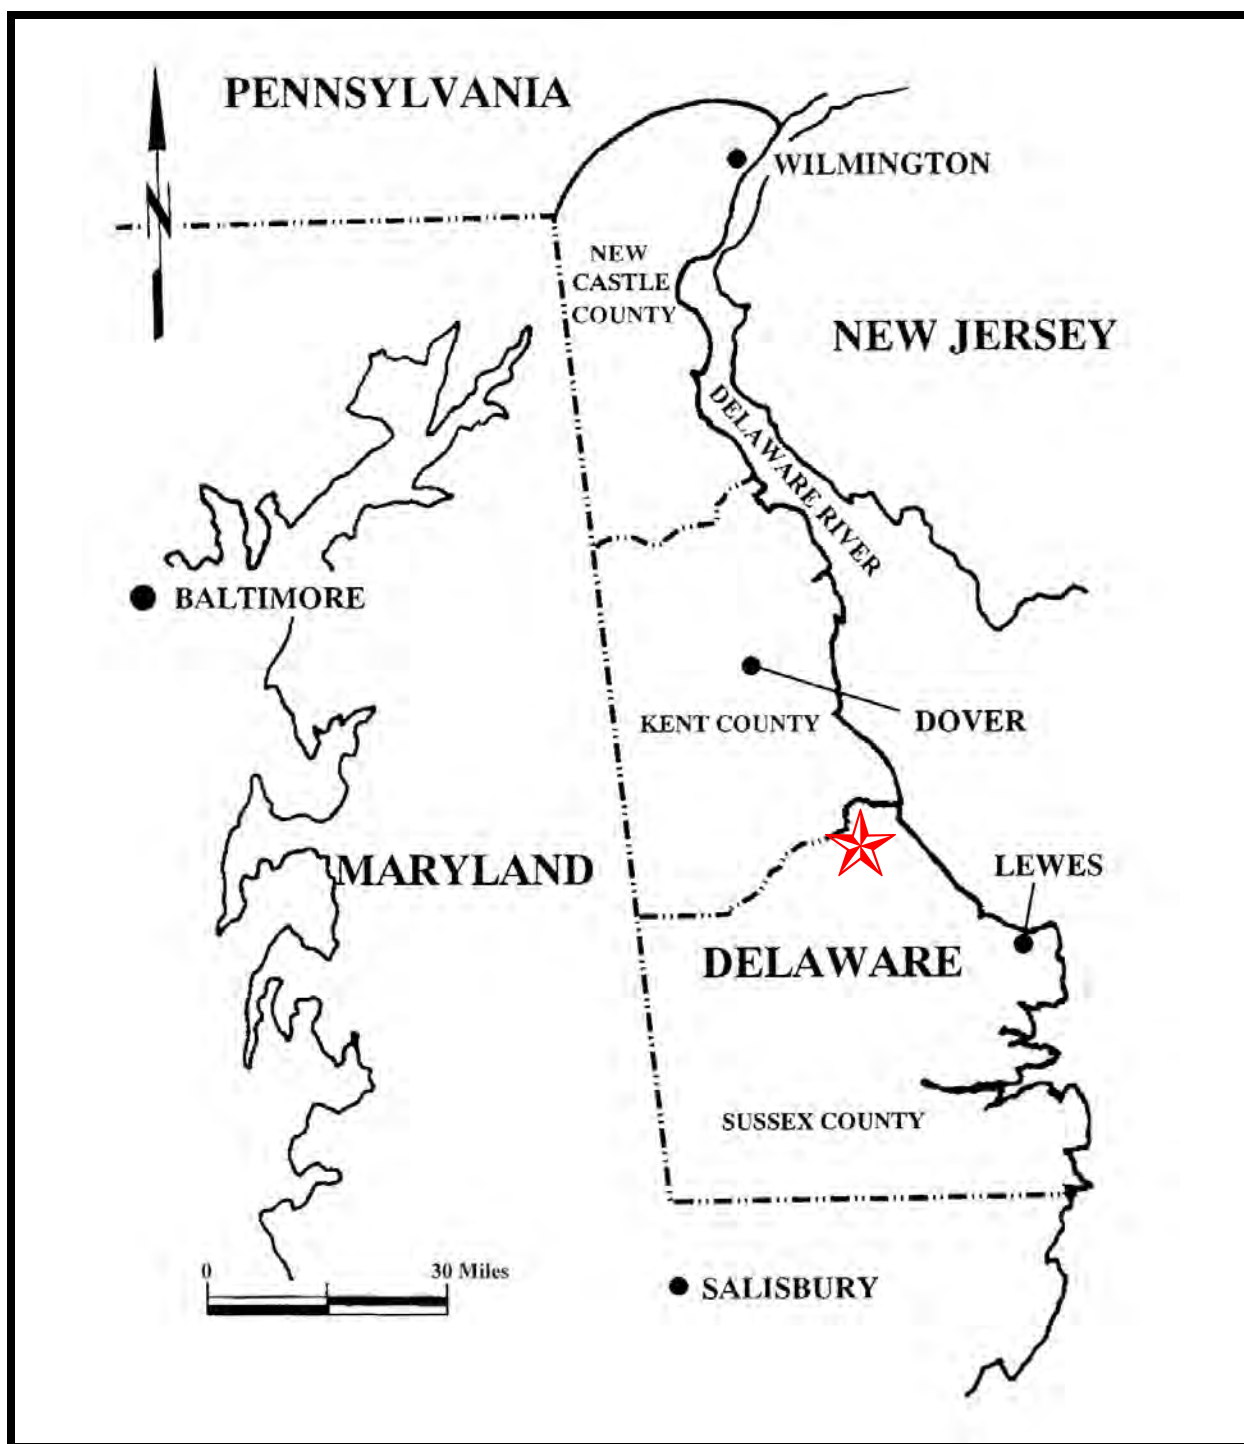 PENNSYLVANIA
N
WILMINGTON
NEW
CASTLE
COUNTY
NEW JERSEY
DELAWARE RIVER
BALTIMORE
KENT COUNTY
DOVER
MARYLAND
LEWES
DELAWARE
SUSSEX COUNTY
0 30 Miles
SALISBURY